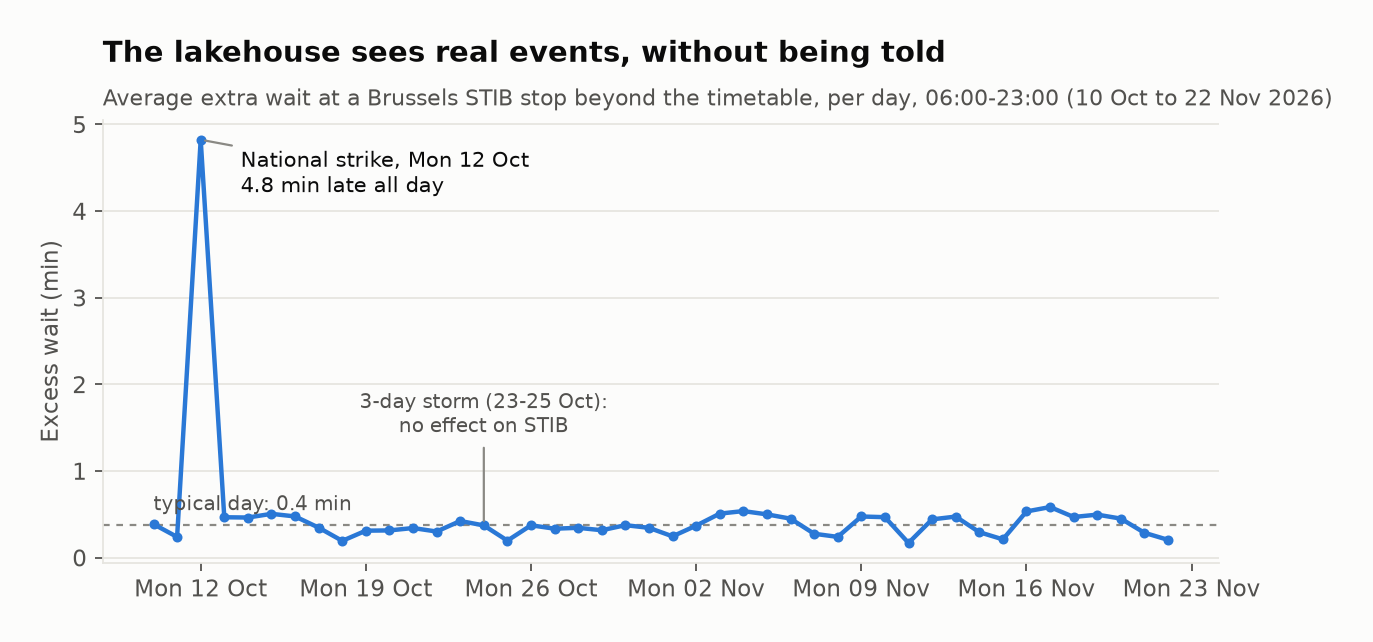 The lakehouse sees real events, without being told
Average extra wait at a Brussels STIB stop beyond the timetable, per day, 06:00-23:00 (10 Oct to 22 Nov 2026)
Excess wait (min)
5
4
3
2
1
0
National strike, Mon 12 Oct
4.8 min late all day
3-day storm (23-25 Oct):
no effect on STIB
typical day: 0.4 min
Mon 12 Oct
Mon 19 Oct
Mon 26 Oct
Mon 02 Nov
Mon 09 Nov
Mon 16 Nov
Mon 23 Nov